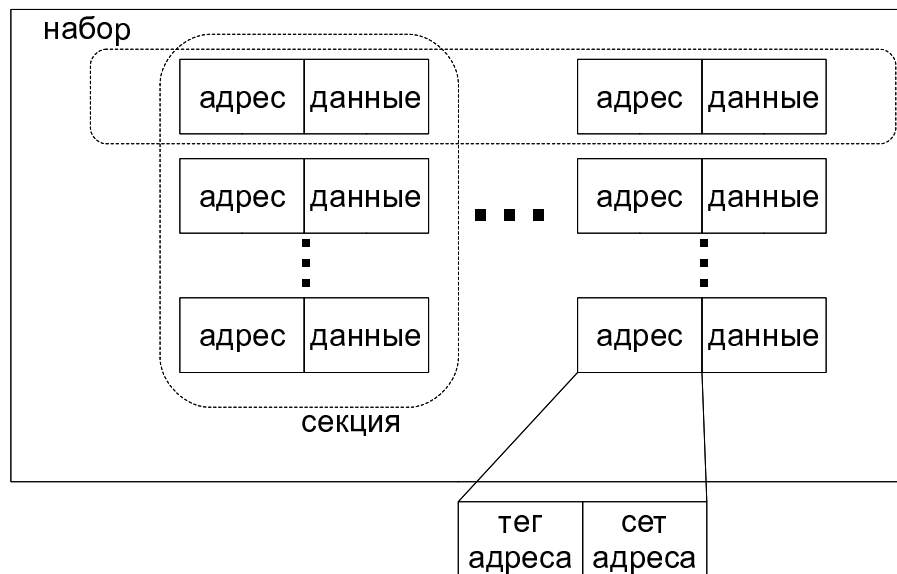 набор
адрес данные адрес данные
адрес данные адрес данные
адрес данные адрес данные
секция
тег сет
адреса адреса